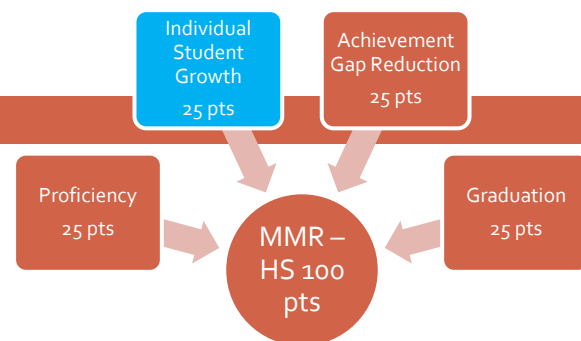 Individual
Student
Growth
25 pts
Achievement
Gap Reduction
25 pts
Proficiency
25 pts
Graduation
25 pts
MMR –
HS 100
pts